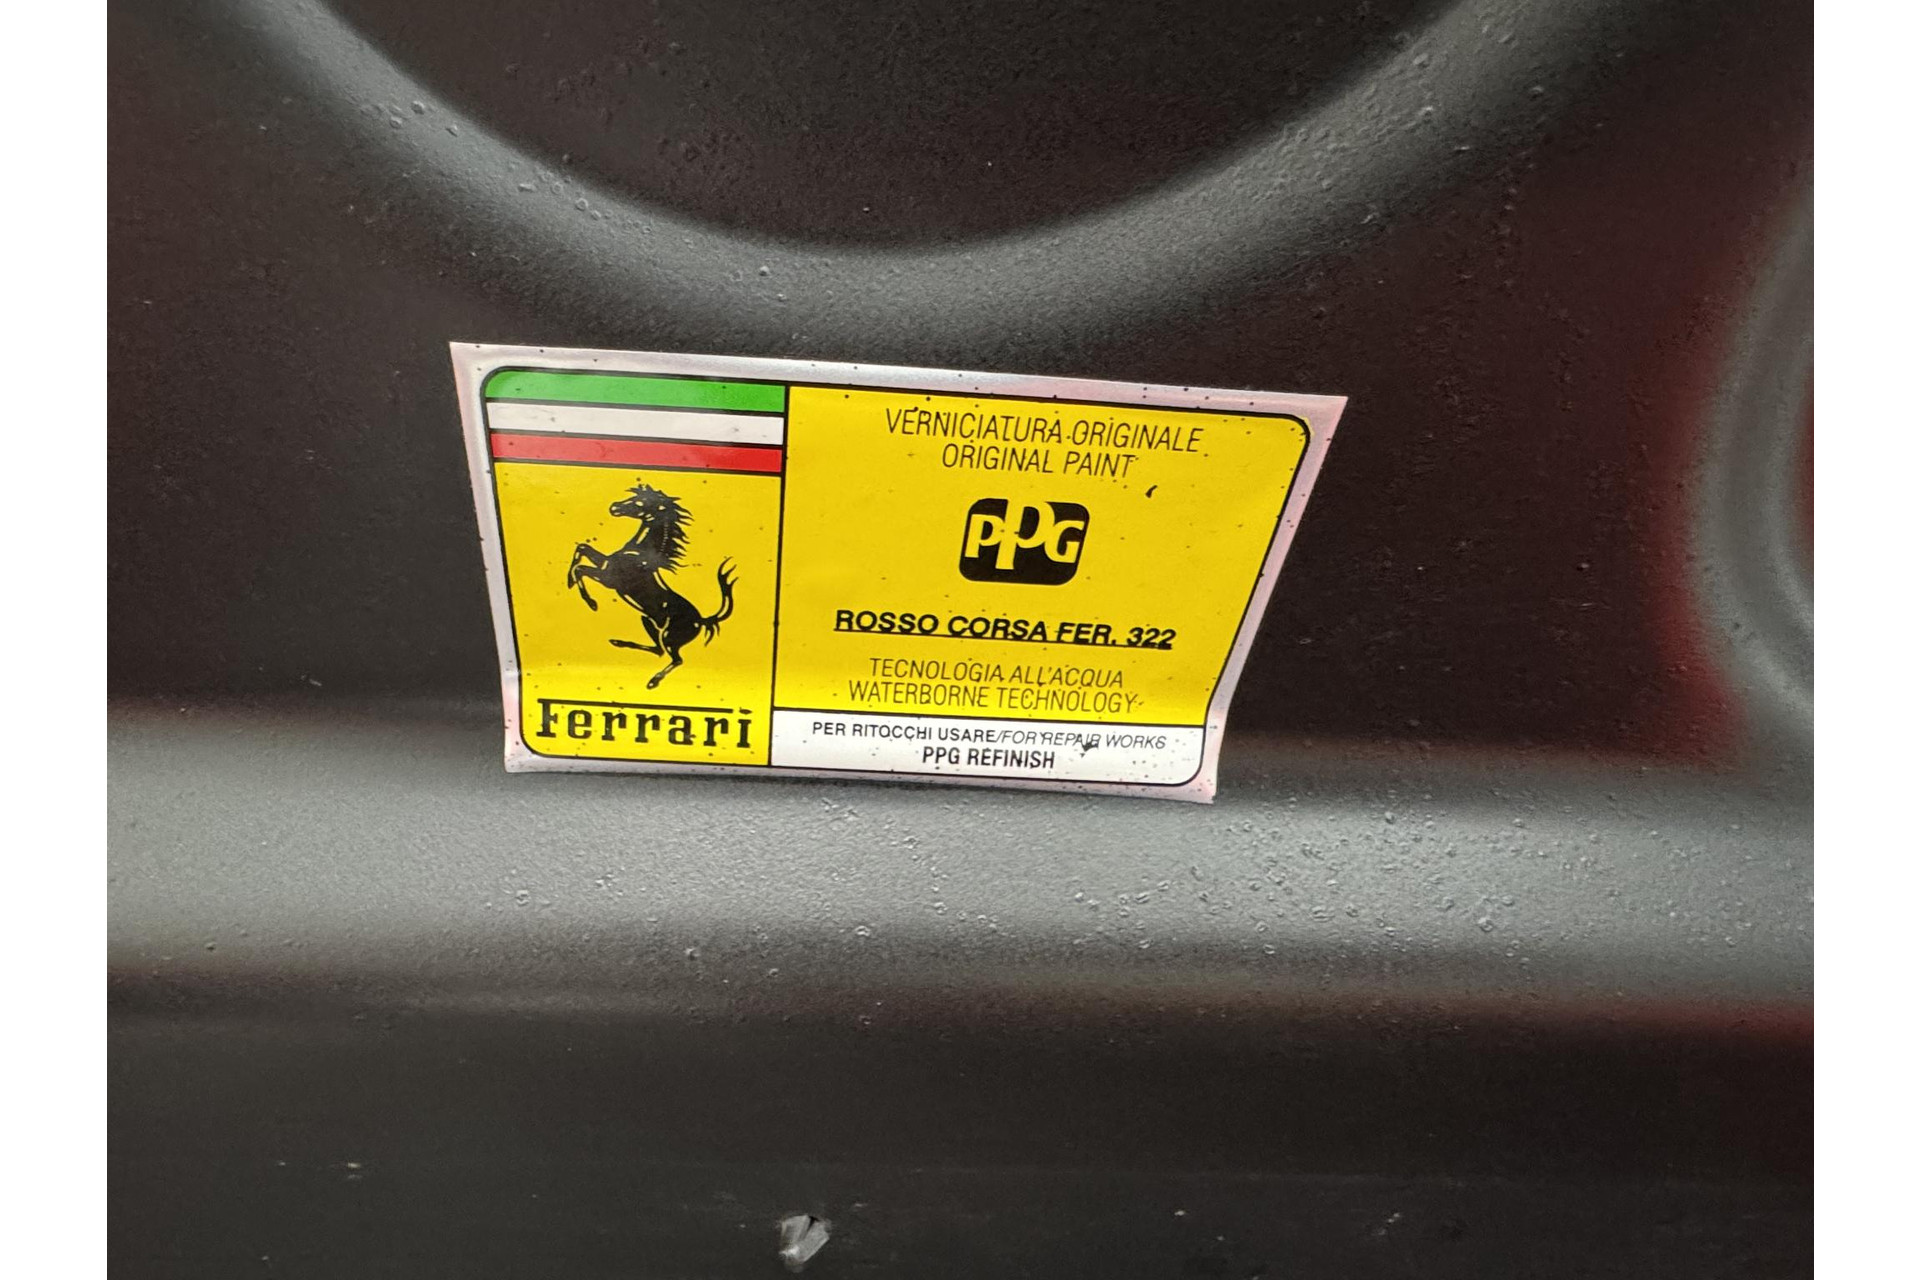 VERNICIATURA ORIGINALE
ORIGINAL PAINT
PPG
ROSSO CORSA FER. 322
TECNOLOGIA ALL'ACQUA
WATERBORNE TECHNOLOGY
Ferrari
PER RITOCCHI USARE/FOR REPAIR WORKS
PPG REFINISH